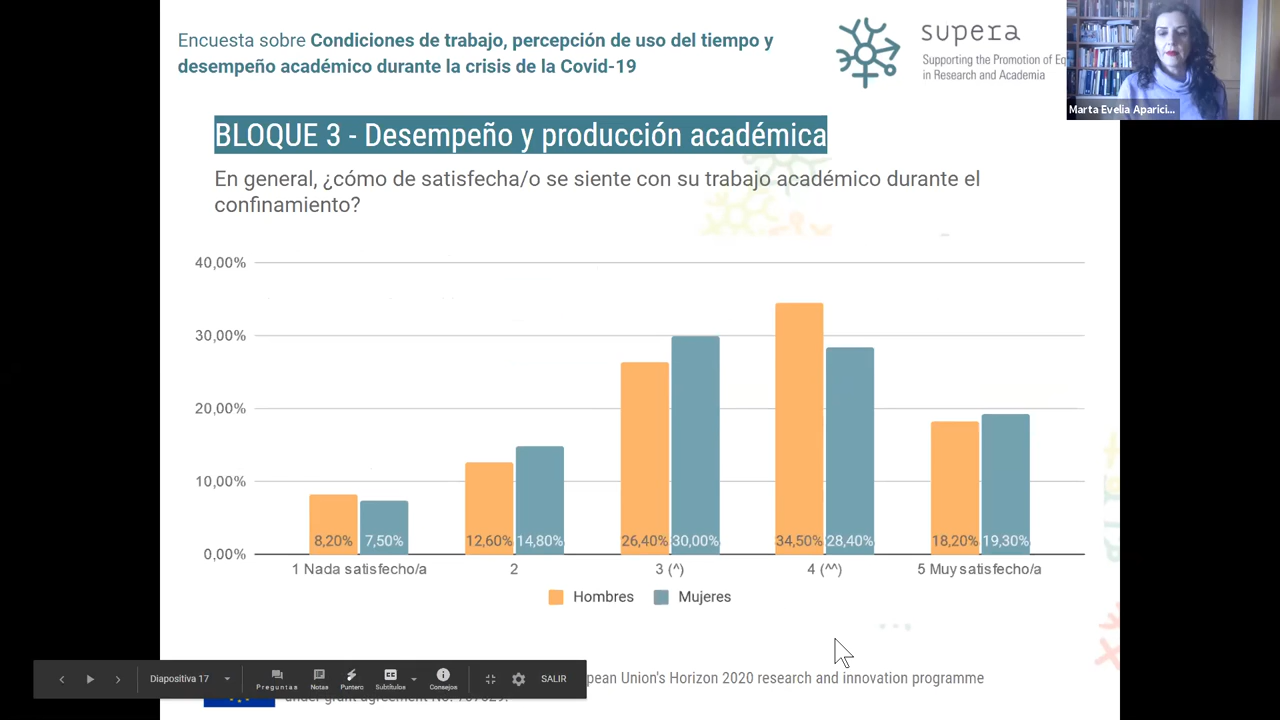 Encuesta sobre Condiciones de trabajo, percepción de uso del tiempo y
desempeño académico durante la crisis de la Covid-19
supera
Supporting the Promotion of Eq
in Research and Academia
Marta Evelia Aparici...
BLOQUE 3 - Desempeño y producción académica
En general, ¿cómo de satisfecha/o se siente con su trabajo académico durante el
confinamiento?
40,00%
30,00%
20,00%
10,00%
0,00%
8,20% 7,50% 12,60% 14,80% 26,40% 30,00% 34,50% 28,40% 18,20% 19,30%
1 Nada satisfecho/a 2 3 (^) 4 (^^) 5 Muy satisfecho/a
Hombres Mujeres
Diapositiva 17 Preguntas Notas Puntero Subtítulos Consejos SALIR
pean Union's Horizon 2020 research and innovation programme